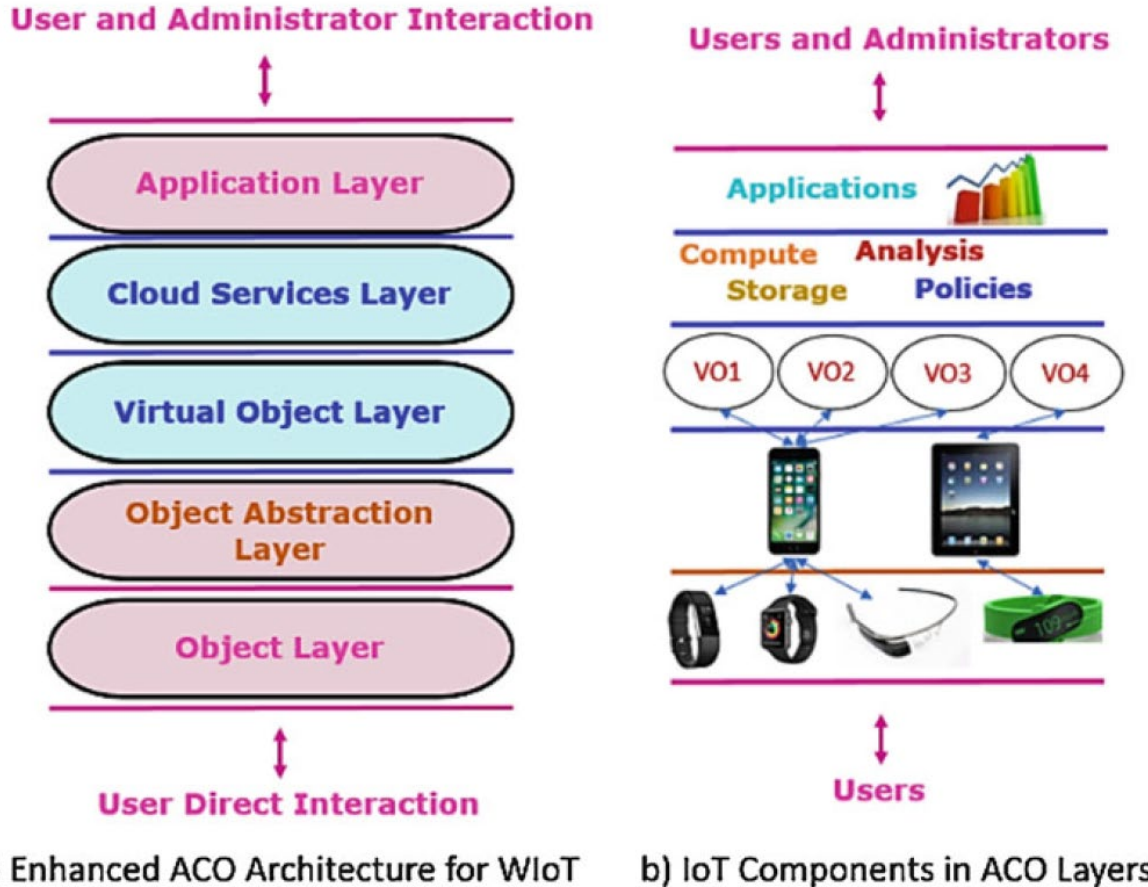 User and Administrator Interaction
Application Layer
Cloud Services Layer
Virtual Object Layer
Object Abstraction
Layer
Object Layer
User Direct Interaction
Enhanced ACO Architecture for WIoT
Users and Administrators
Applications
Compute Analysis
Storage Policies
VO1 VO2 VO3 VO4
109
Users
b) IoT Components in ACO Layers